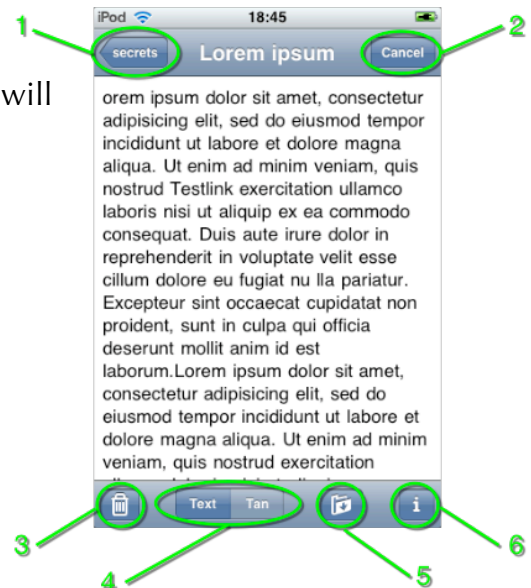 iPod 18:45
1 2
secrets Lorem ipsum Cancel
will
orem ipsum dolor sit amet, consectetur
adipisicing elit, sed do eiusmod tempor
incididunt ut labore et dolore magna
aliqua. Ut enim ad minim veniam, quis
nostrud Testlink exercitation ullamco
laboris nisi ut aliquip ex ea commodo
consequat. Duis aute irure dolor in
reprehenderit in voluptate velit esse
cillum dolore eu fugiat nu lla pariatur.
Excepteur sint occaecat cupidatat non
proident, sunt in culpa qui officia
deserunt mollit anim id est
laborum.Lorem ipsum dolor sit amet,
consectetur adipisicing elit, sed do
eiusmod tempor incididunt ut labore et
dolore magna aliqua. Ut enim ad minim
veniam, quis nostrud exercitation
Text Tan i
3 6
4 5